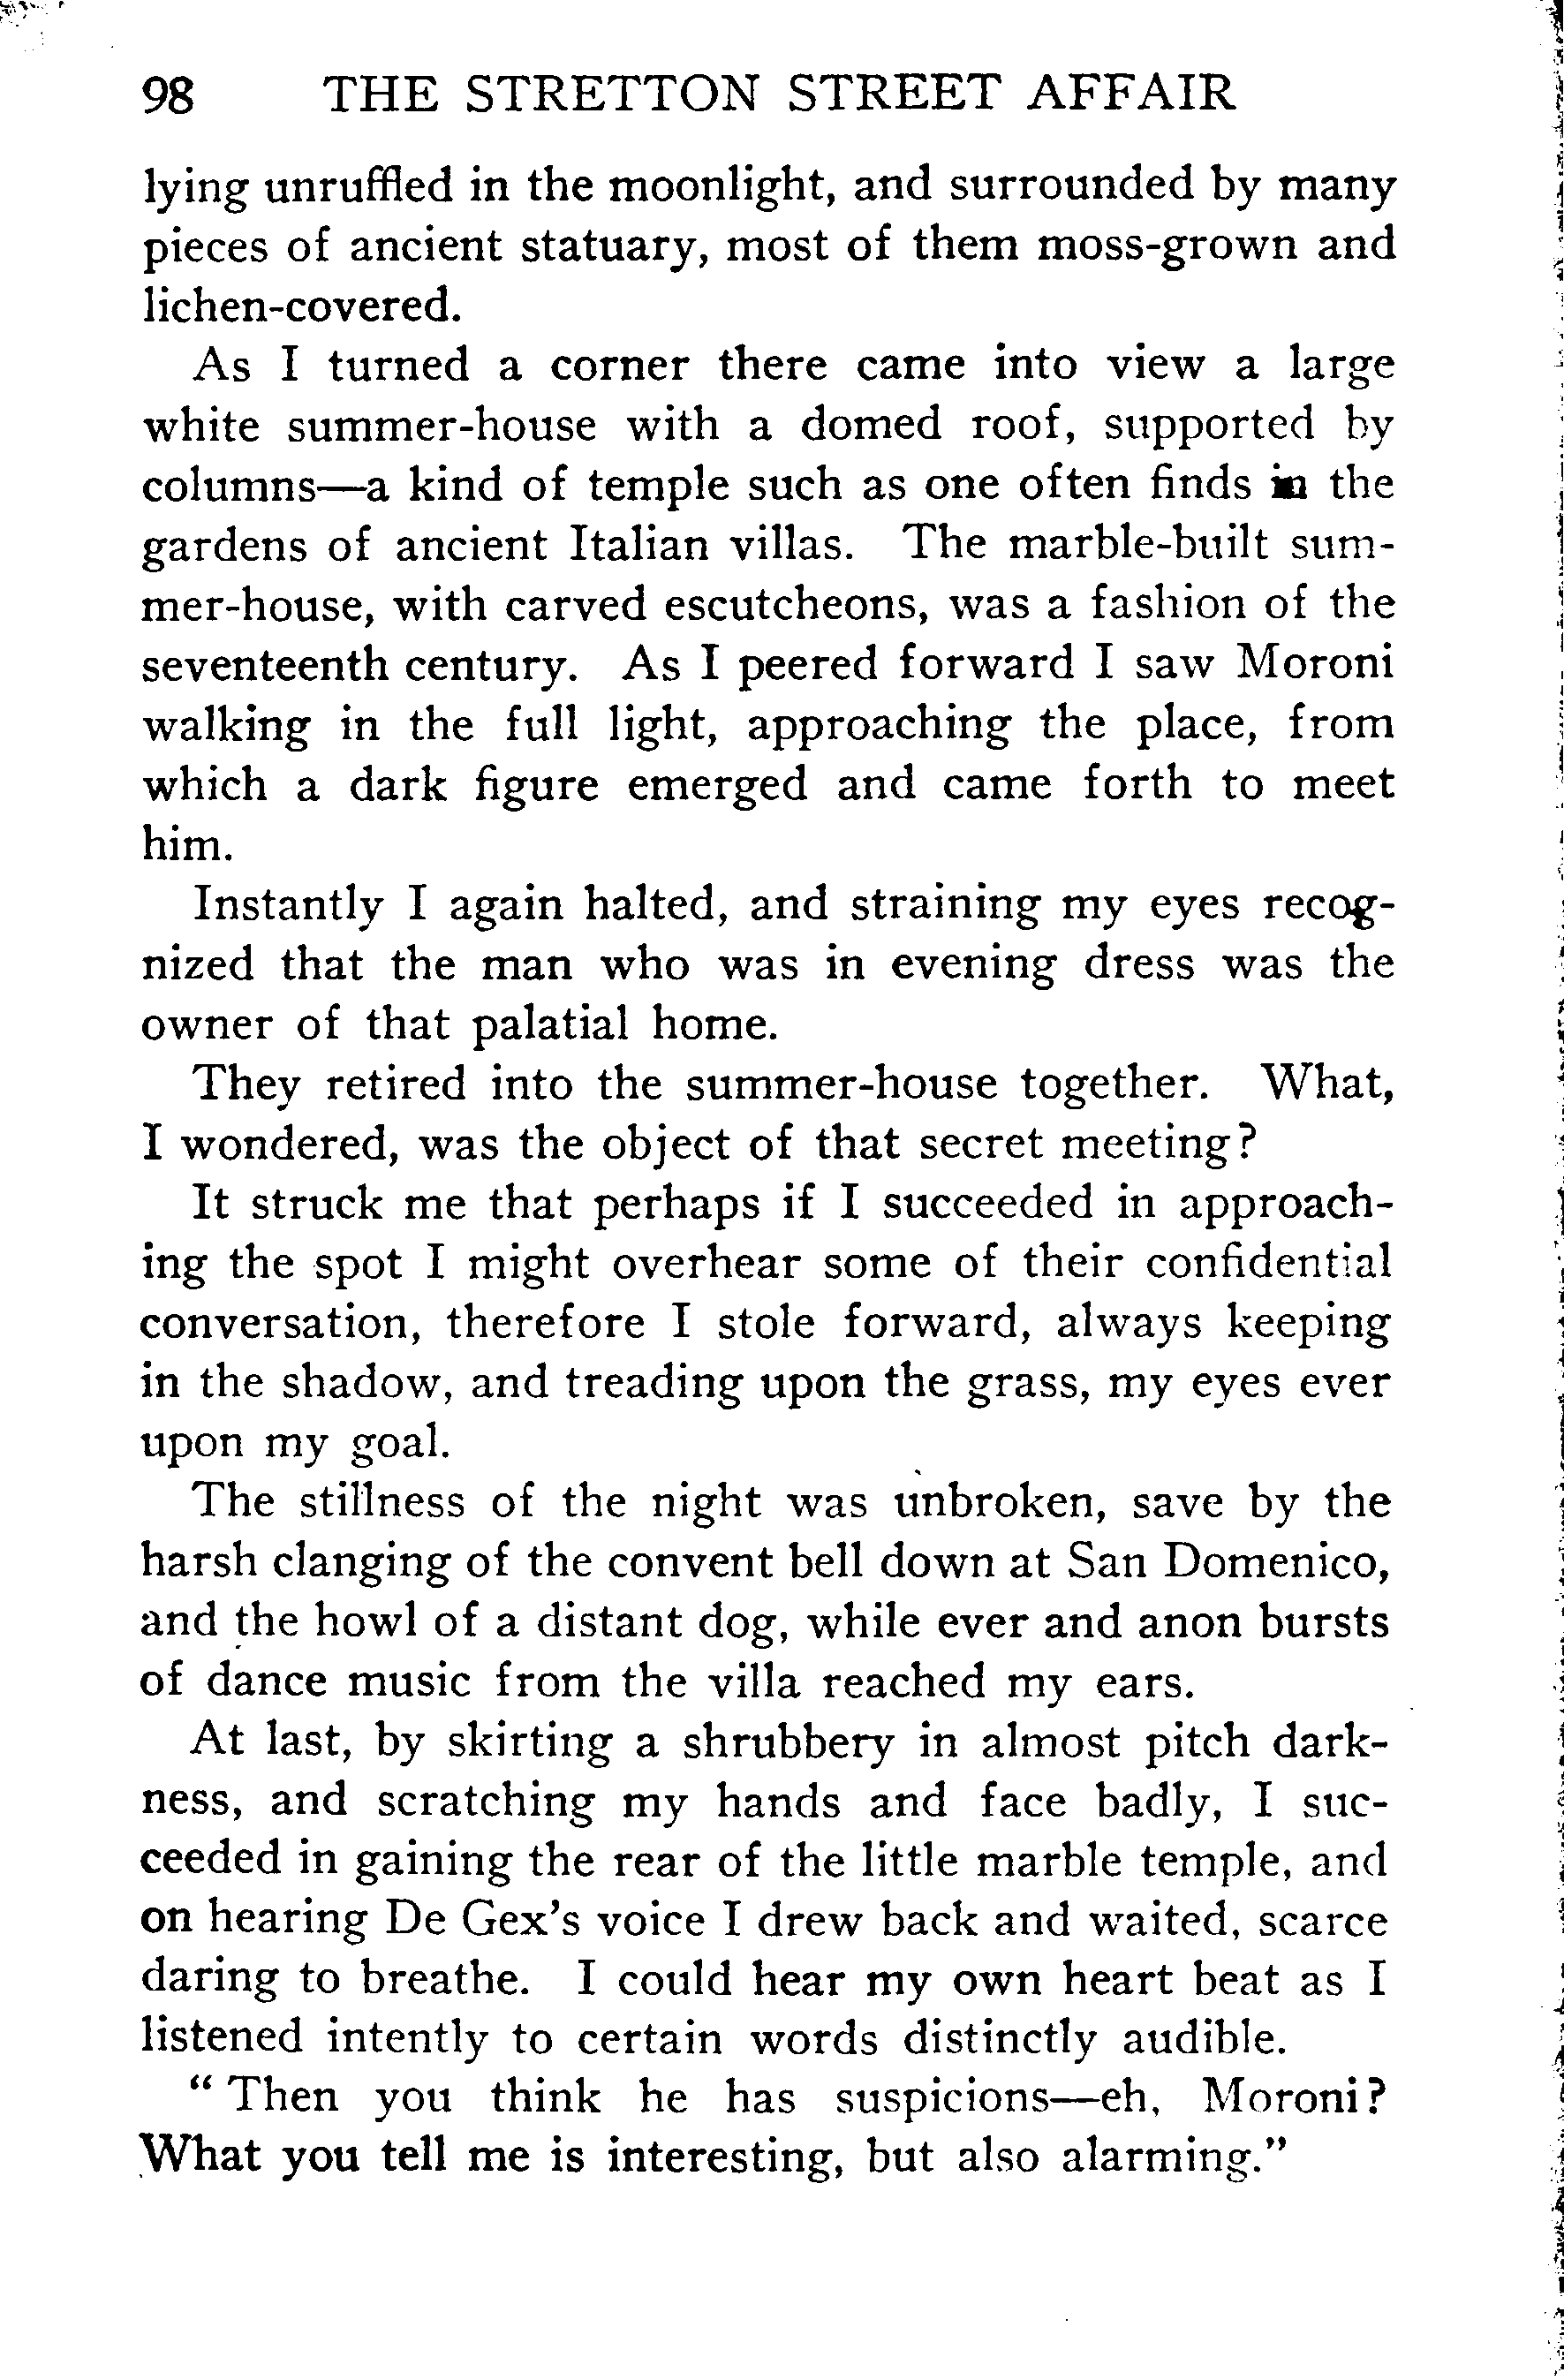 98 THE STRETTON STREET AFFAIR
lying unruffled in the moonlight, and surrounded by many
pieces of ancient statuary, most of them moss-grown and
lichen-covered.
As I turned a corner there came into view a large
white summer-house with a domed roof, supported by
columns—a kind of temple such as one often finds in the
gardens of ancient Italian villas. The marble-built sum-
mer-house, with carved escutcheons, was a fashion of the
seventeenth century. As I peered forward I saw Moroni
walking in the full light, approaching the place, from
which a dark figure emerged and came forth to meet
him.
Instantly I again halted, and straining my eyes recog-
nized that the man who was in evening dress was the
owner of that palatial home.
They retired into the summer-house together. What,
I wondered, was the object of that secret meeting?
It struck me that perhaps if I succeeded in approach-
ing the spot I might overhear some of their confidential
conversation, therefore I stole forward, always keeping
in the shadow, and treading upon the grass, my eyes ever
upon my goal.
The stillness of the night was unbroken, save by the
harsh clanging of the convent bell down at San Domenico,
and the howl of a distant dog, while ever and anon bursts
of dance music from the villa reached my ears.
At last, by skirting a shrubbery in almost pitch dark-
ness, and scratching my hands and face badly, I suc-
ceeded in gaining the rear of the little marble temple, and
on hearing De Gex's voice I drew back and waited, scarce
daring to breathe. I could hear my own heart beat as I
listened intently to certain words distinctly audible.
"Then you think he has suspicions—eh, Moroni?
What you tell me is interesting, but also alarming."